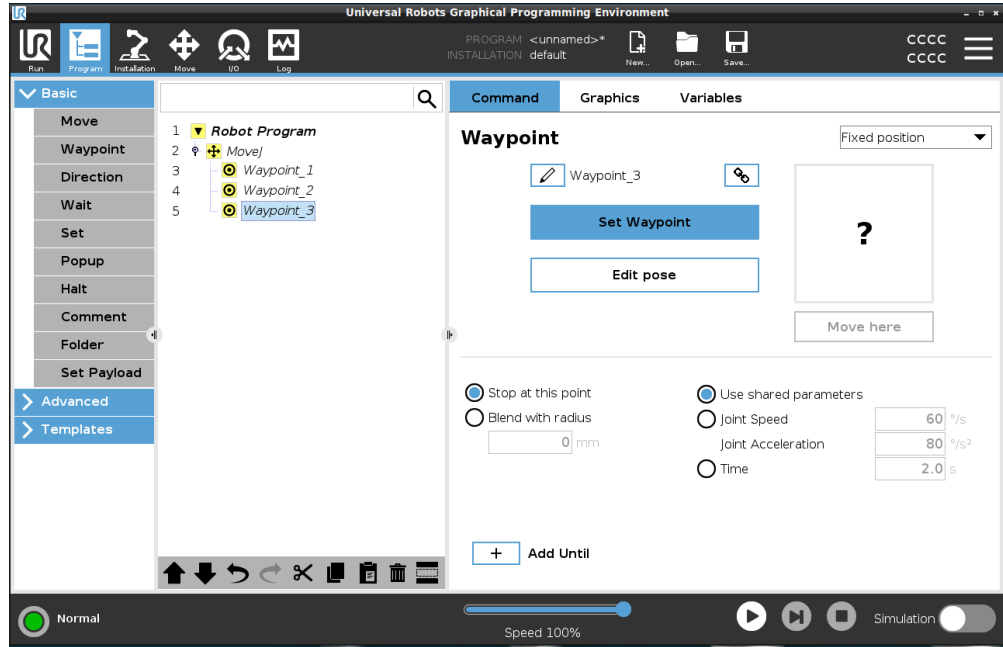 Universal Robots Graphical Programming Environment
UR
Run
Program
Installation
Move
I/O
Log
PROGRAM <unnamed>*
INSTALLATION default
New...
Open...
Save...
CCCC
CCCC
Basic
Move
Waypoint
Direction
Wait
Set
Popup
Halt
Comment
Folder
Set Payload
Advanced
Templates
1 Robot Program
2 MoveJ
3 Waypoint_1
4 Waypoint_2
5 Waypoint_3
Command Graphics Variables
Waypoint
Fixed position
Waypoint_3
Set Waypoint
Edit pose
?
Move here
Stop at this point
Blend with radius
0 mm
Use shared parameters
Joint Speed 60 °/s
Joint Acceleration 80 °/s²
Time 2.0 s
+ Add Until
Normal
Speed 100%
Simulation